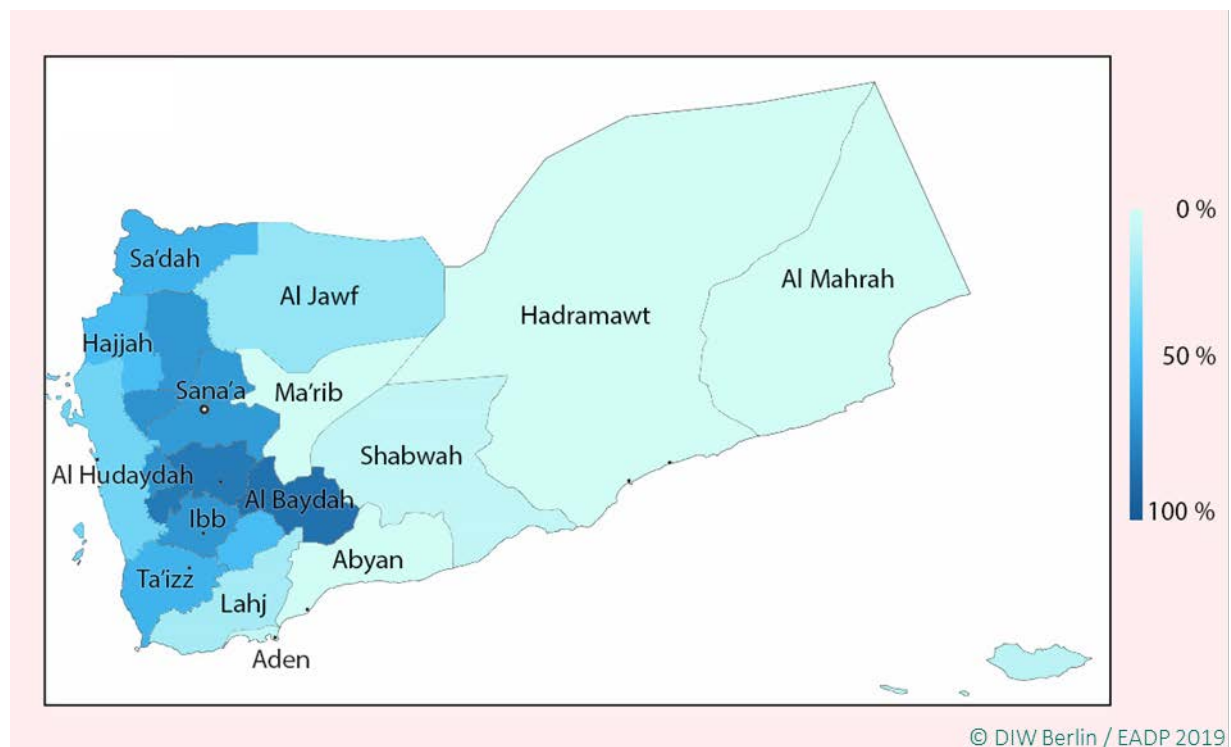 Sa'dah
Al Jawf
Al Mahrah
Hadramawt
Hajjah
Sana'a
Ma'rib
Shabwah
Al Hudaydah
Al Baydah
Ibb
Abyan
Ta'izz
Lahj
Aden
0 %
50 %
100 %
© DIW Berlin / EADP 2019